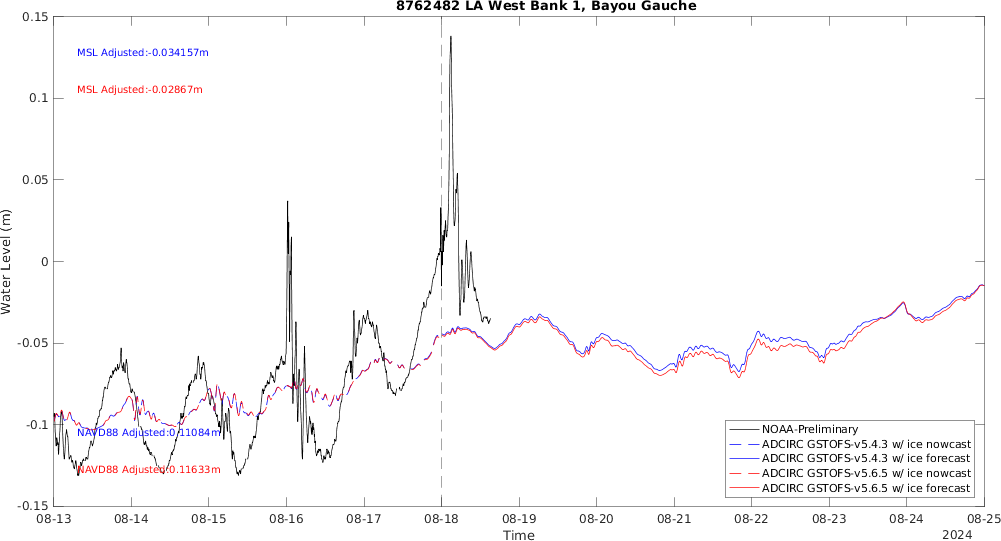 8762482 LA West Bank 1, Bayou Gauche
0.15
MSL Adjusted:-0.034157m
MSL Adjusted:-0.02867m
0.1
0.05
0
Water Level (m)
-0.05
-0.1
NAVD88 Adjusted:0.11084m
NAVD88 Adjusted:0.11633m
-0.15
NOAA-Preliminary
ADCIRC GSTOFS-v5.4.3 w/ ice nowcast
ADCIRC GSTOFS-v5.4.3 w/ ice forecast
ADCIRC GSTOFS-v5.6.5 w/ ice nowcast
ADCIRC GSTOFS-v5.6.5 w/ ice forecast
08-13 08-14 08-15 08-16 08-17 08-18 08-19 08-20 08-21 08-22 08-23 08-24 08-25
Time
2024